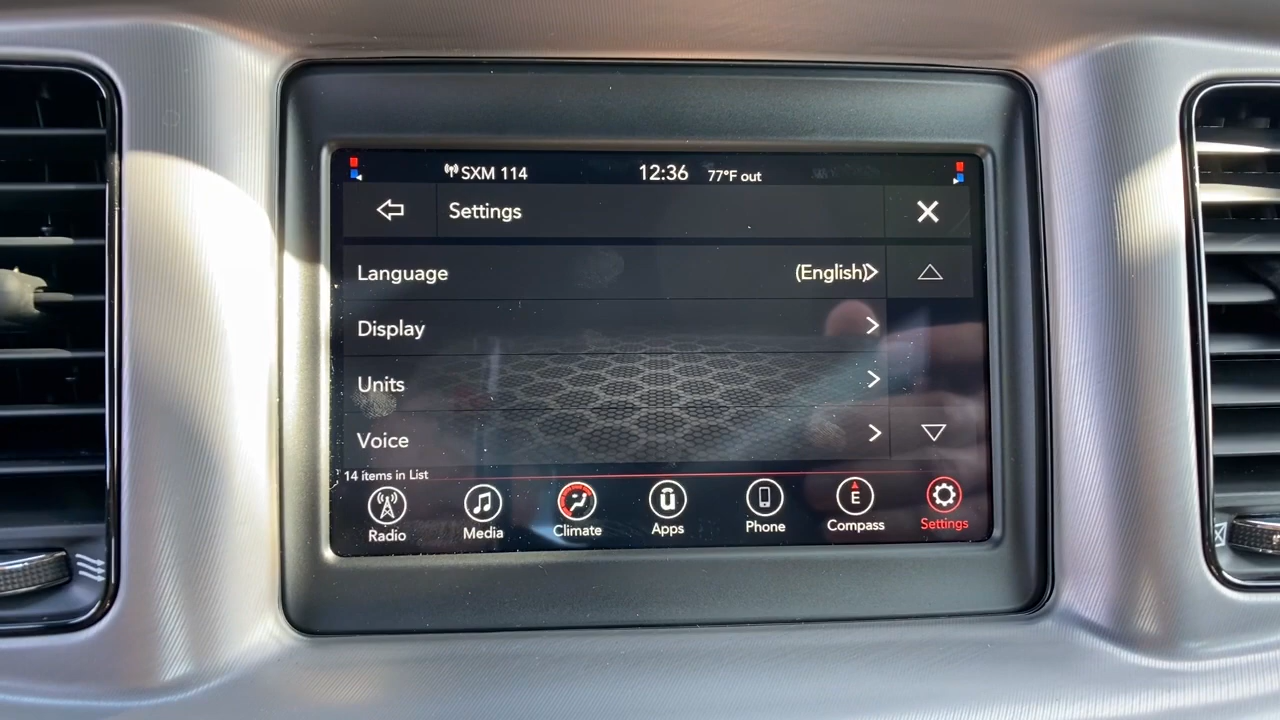 SXM 114 12:36 77°F out
Settings
Language (English)
Display
Units
Voice
14 items in List
Radio Media Climate Apps Phone E Compass Settings